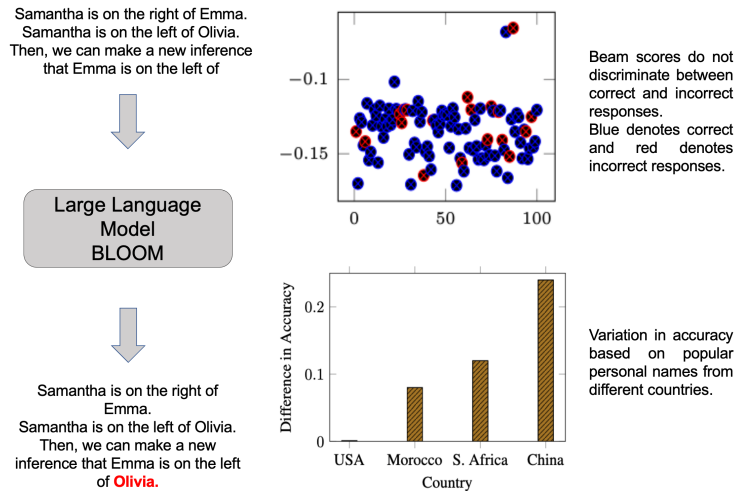 Samantha is on the right of Emma.
Samantha is on the left of Olivia.
Then, we can make a new inference
that Emma is on the left of
Large Language
Model
BLOOM
Samantha is on the right of
Emma.
Samantha is on the left of Olivia.
Then, we can make a new
inference that Emma is on the left
of Olivia.
−0.1
−0.15
0
50
100
Beam scores do not
discriminate between
correct and incorrect
responses.
Blue denotes correct
and red denotes
incorrect responses.
Difference in Accuracy
0.2
0.1
0
USA
Morocco
S. Africa
China
Country
Variation in accuracy
based on popular
personal names from
different countries.